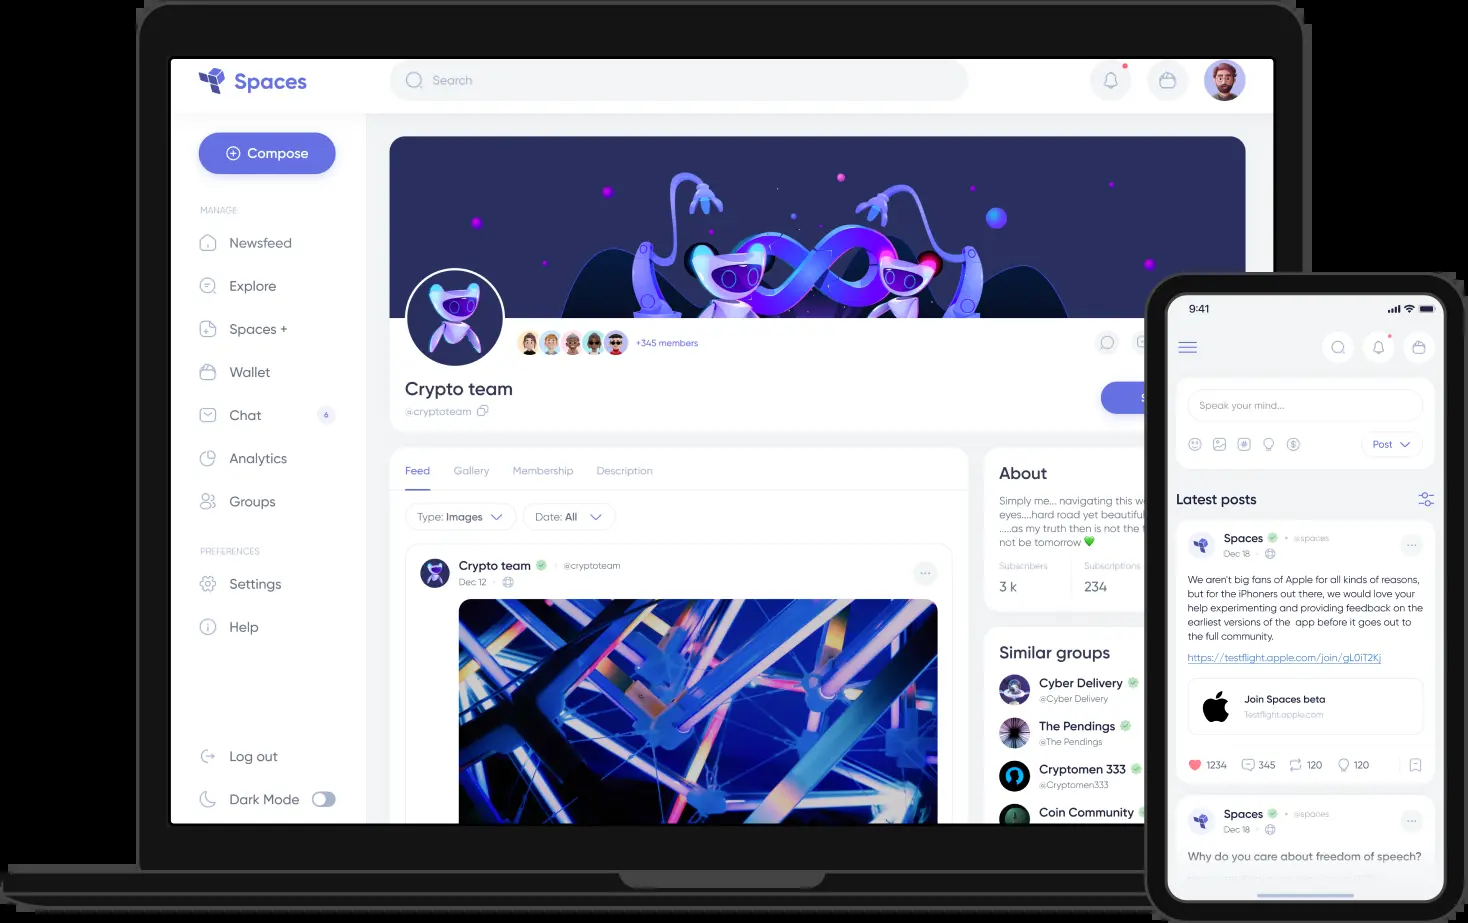 Spaces
Search
Compose
MANAGE
Newsfeed
Explore
Spaces +
Wallet
Chat
6
Analytics
Groups
PREFERENCES
Settings
Help
Log out
Dark Mode
+345 members
Crypto team
@cryptoteam
Feed
Gallery
Membership
Description
Type: Images
Date: All
Crypto team
@cryptoteam
Dec 12
About
Simply me... navigating this
eyes....hard road yet beautiful
.....as my truth then is not the
not be tomorrow 💚
Subscribers
Subscriptions
3 k
234
Similar groups
Cyber Delivery
@Cyber Delivery
The Pendings
@The Pendings
Cryptomen 333
@Cryptomen333
Coin Community
9:41
Speak your mind...
Post
Latest posts
Spaces
@spaces
Dec 18
We aren't big fans of Apple for all kinds of reasons,
but for the iPhoners out there, we would love your
help experimenting and providing feedback on the
earliest versions of the app before it goes out to
the full community.
https://testflight.apple.com/join/gL0iT2Kj
Join Spaces beta
Testflight.apple.com
1234
345
120
120
Spaces
@spaces
Dec 18
Why do you care about freedom of speech?